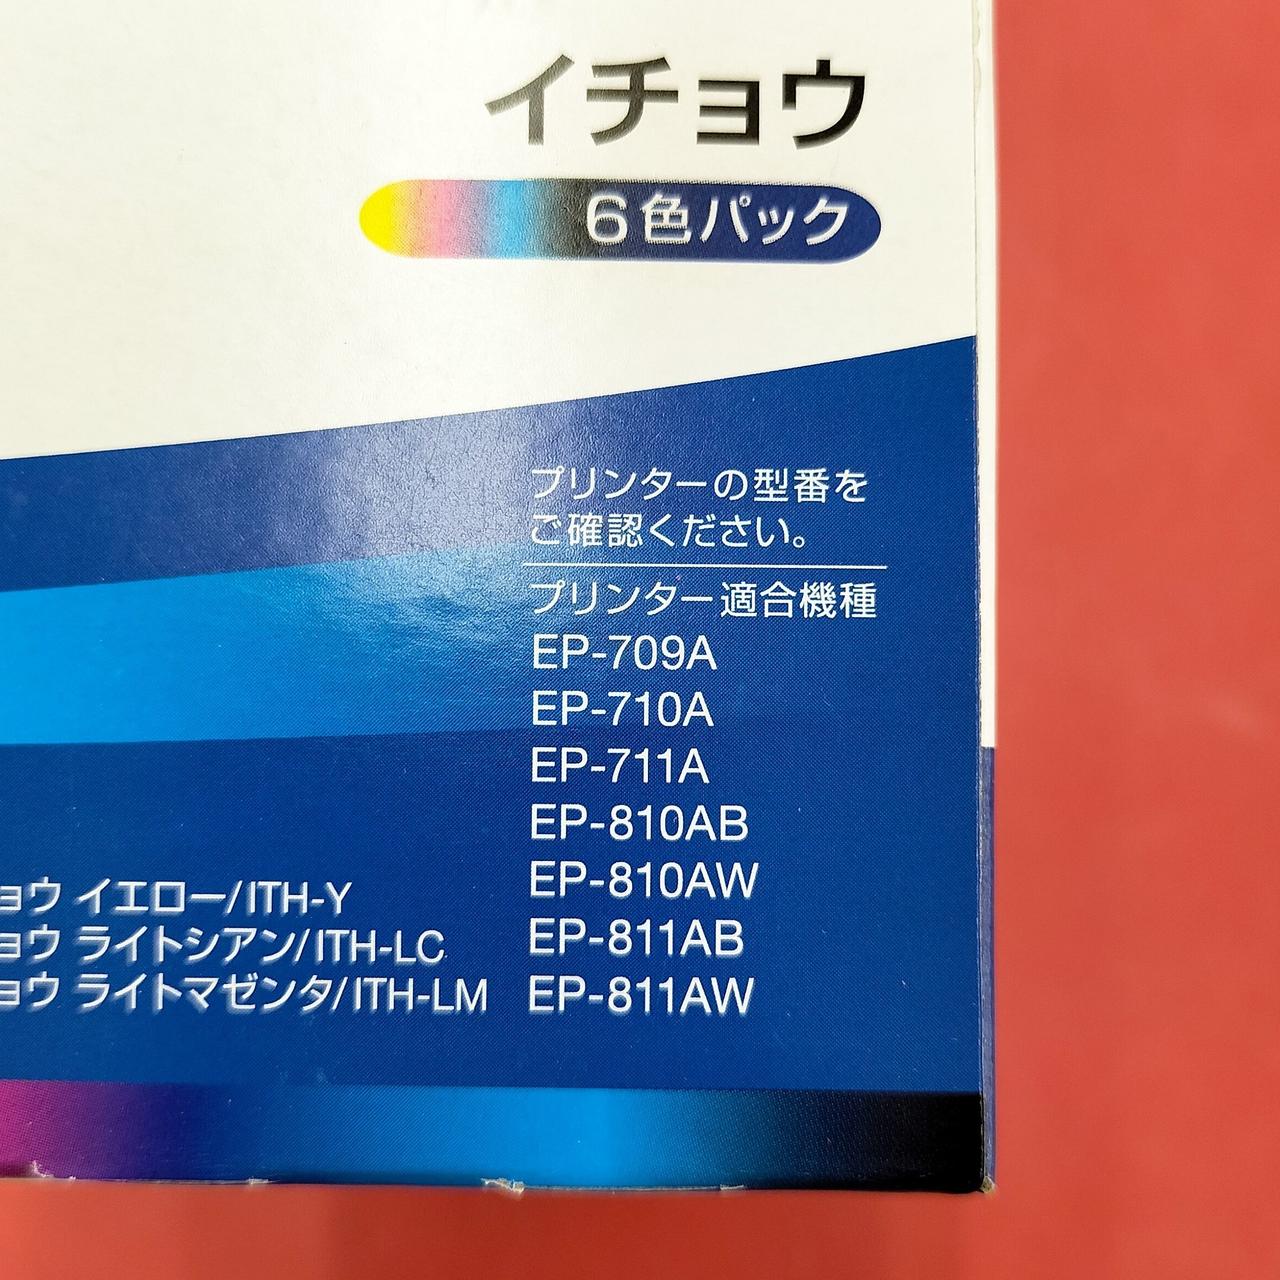 イチョウ
6色パック
プリンターの型番を
ご確認ください。
プリンター適合機種
EP-709A
EP-710A
EP-711A
EP-810AB
EP-810AW
EP-811AB
EP-811AW
ョウ イエロー/ITH-Y
ョウ ライトシアン/ITH-LC
ョウ ライトマゼンタ/ITH-LM